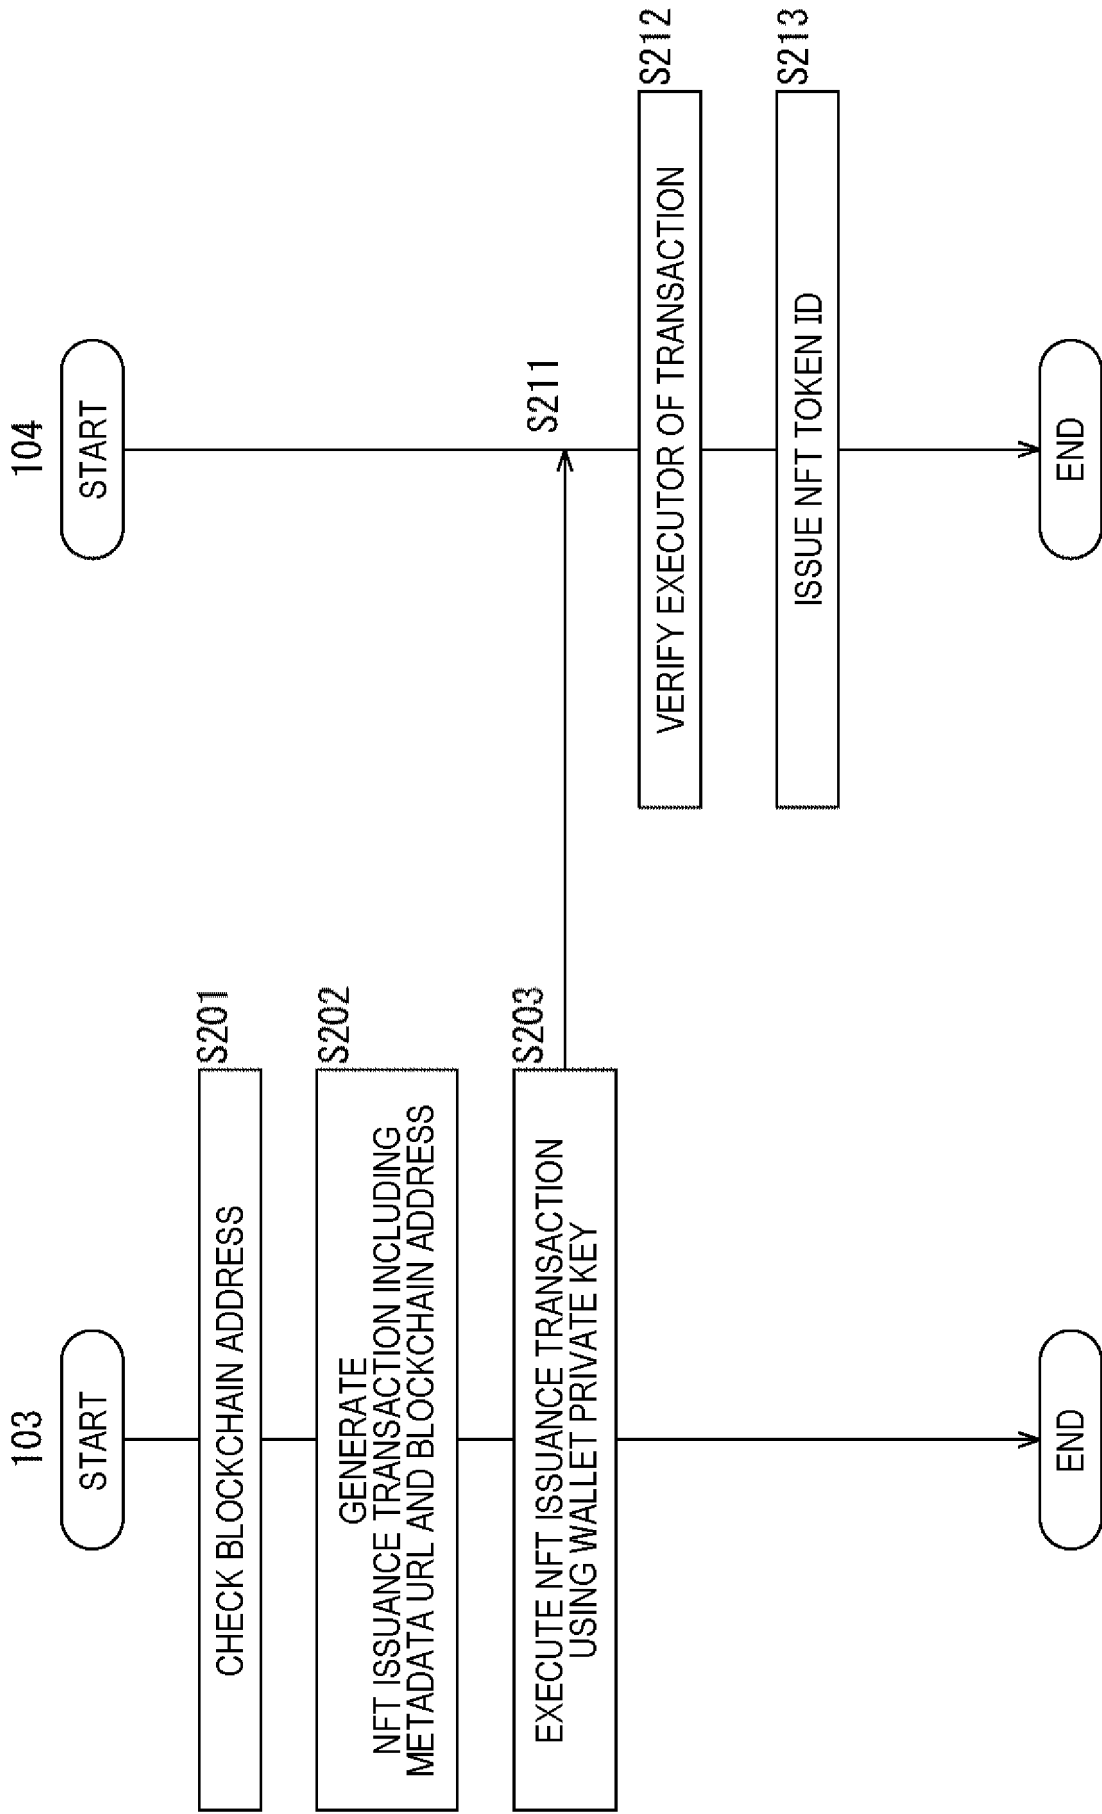 103
START
CHECK BLOCKCHAIN ADDRESS
S201
GENERATE
NFT ISSUANCE TRANSACTION INCLUDING
METADATA URL AND BLOCKCHAIN ADDRESS
S202
EXECUTE NFT ISSUANCE TRANSACTION
USING WALLET PRIVATE KEY
S203
END
104
START
S211
VERIFY EXECUTOR OF TRANSACTION
S212
ISSUE NFT TOKEN ID
S213
END